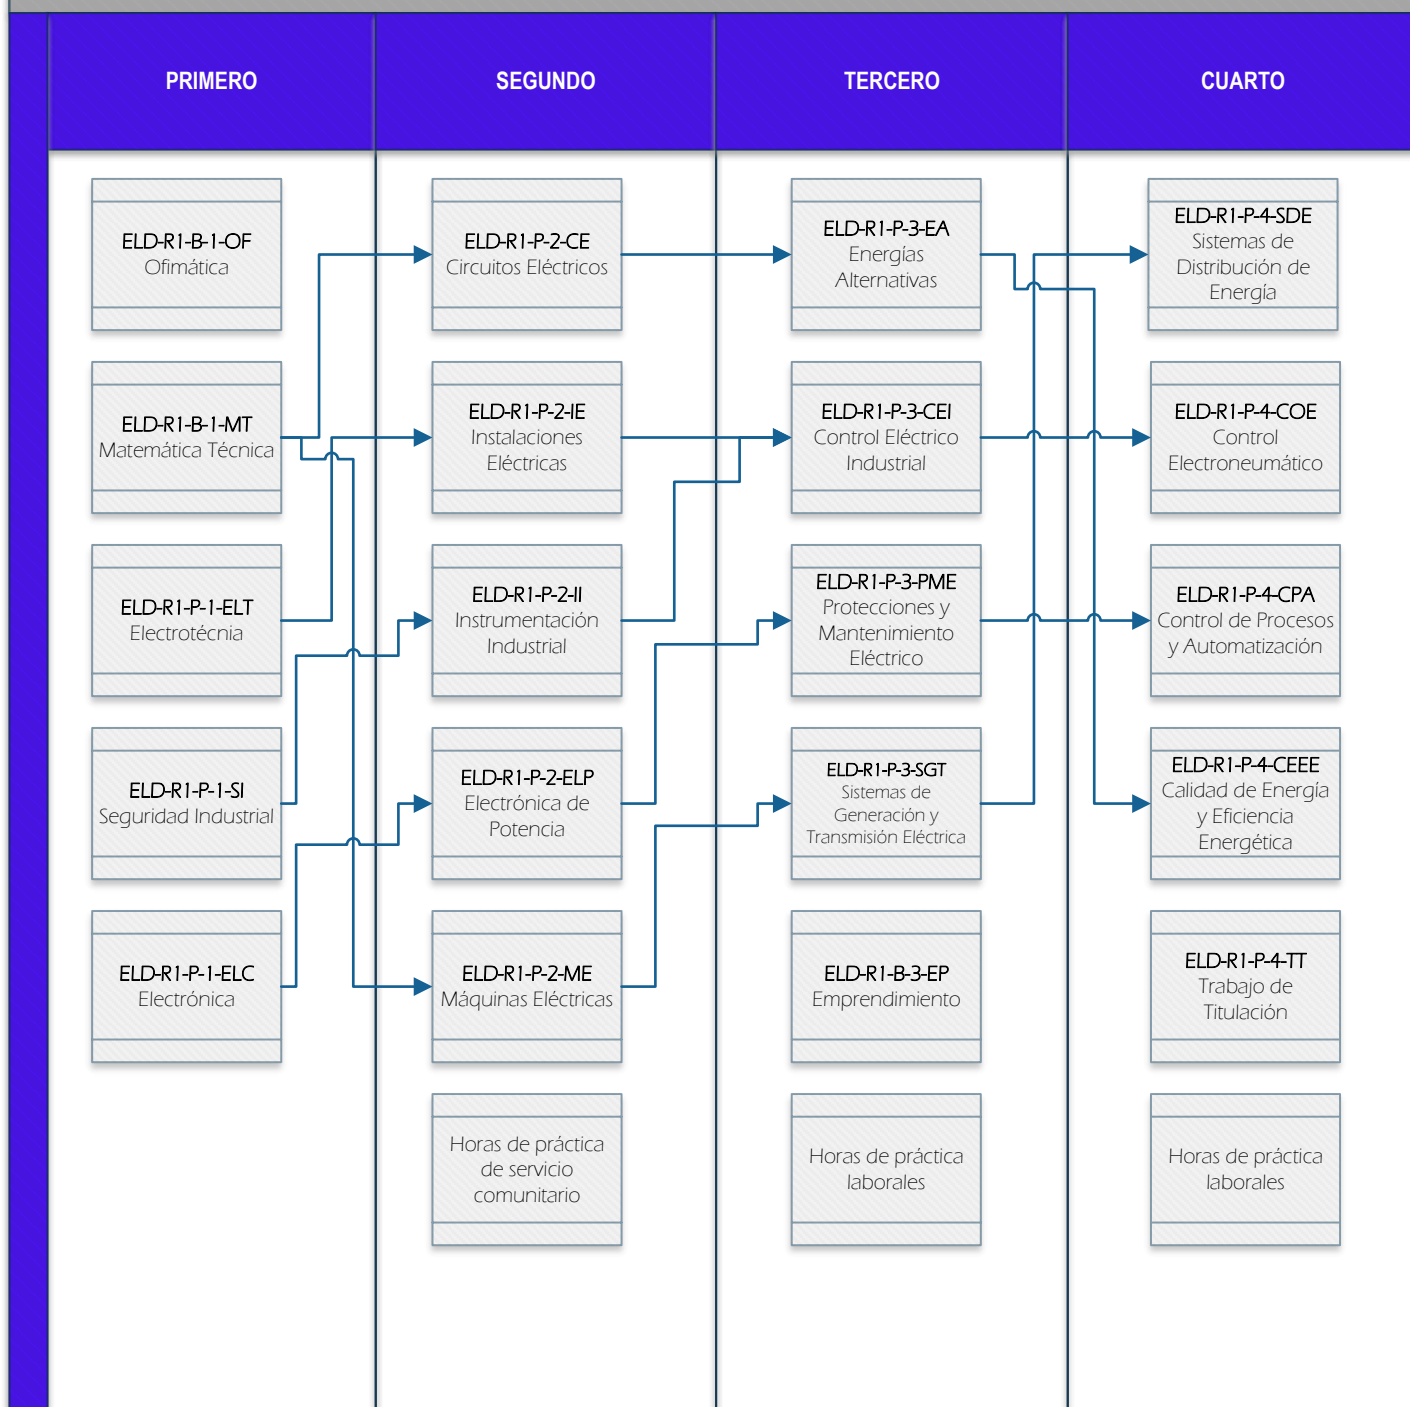 PRIMERO
SEGUNDO
TERCERO
CUARTO
ELD-R1-B-1-OF
Ofimática
ELD-R1-B-1-MT
Matemática Técnica
ELD-R1-P-1-ELT
Electrotécnia
ELD-R1-P-1-SI
Seguridad Industrial
ELD-R1-P-1-ELC
Electrónica
ELD-R1-P-2-CE
Circuitos Eléctricos
ELD-R1-P-2-IE
Instalaciones
Eléctricas
ELD-R1-P-2-II
Instrumentación
Industrial
ELD-R1-P-2-ELP
Electrónica de
Potencia
ELD-R1-P-2-ME
Máquinas Eléctricas
Horas de práctica
de servicio
comunitario
ELD-R1-P-3-EA
Energías
Alternativas
ELD-R1-P-3-CEI
Control Eléctrico
Industrial
ELD-R1-P-3-PME
Protecciones y
Mantenimiento
Eléctrico
ELD-R1-P-3-SGT
Sistemas de
Generación y
Transmisión Eléctrica
ELD-R1-B-3-EP
Emprendimiento
Horas de práctica
laborales
ELD-R1-P-4-SDE
Sistemas de
Distribución de
Energía
ELD-R1-P-4-COE
Control
Electroneumático
ELD-R1-P-4-CPA
Control de Procesos
y Automatización
ELD-R1-P-4-CEEE
Calidad de Energía
y Eficiencia
Energética
ELD-R1-P-4-TT
Trabajo de
Titulación
Horas de práctica
laborales